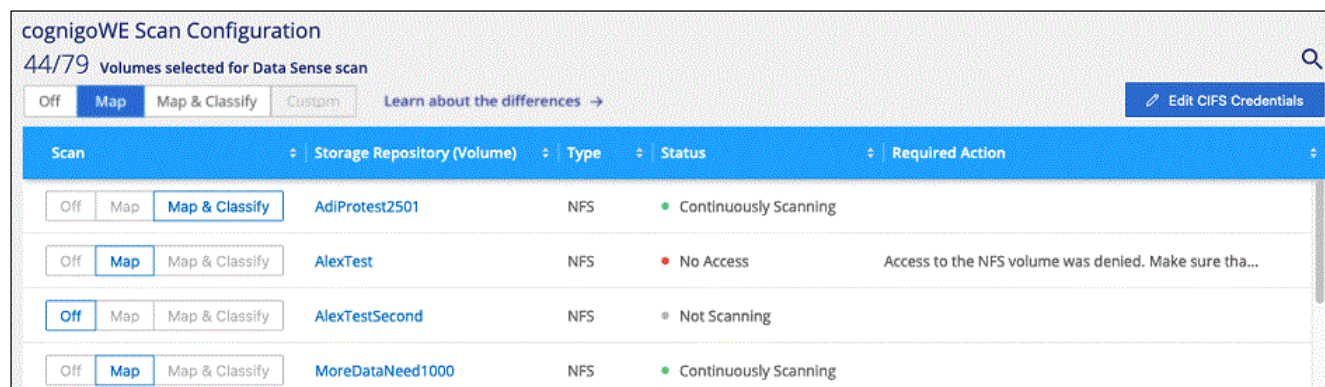 cognigoWE Scan Configuration
44/79 Volumes selected for Data Sense scan
Off Map Map & Classify Custom Learn about the differences → Edit CIFS Credentials
Scan Storage Repository (Volume) Type Status Required Action
Off Map Map & Classify AdiProtest2501 NFS Continuously Scanning
Off Map Map & Classify AlexTest NFS No Access Access to the NFS volume was denied. Make sure tha...
Off Map Map & Classify AlexTestSecond NFS Not Scanning
Off Map Map & Classify MoreDataNeed1000 NFS Continuously Scanning